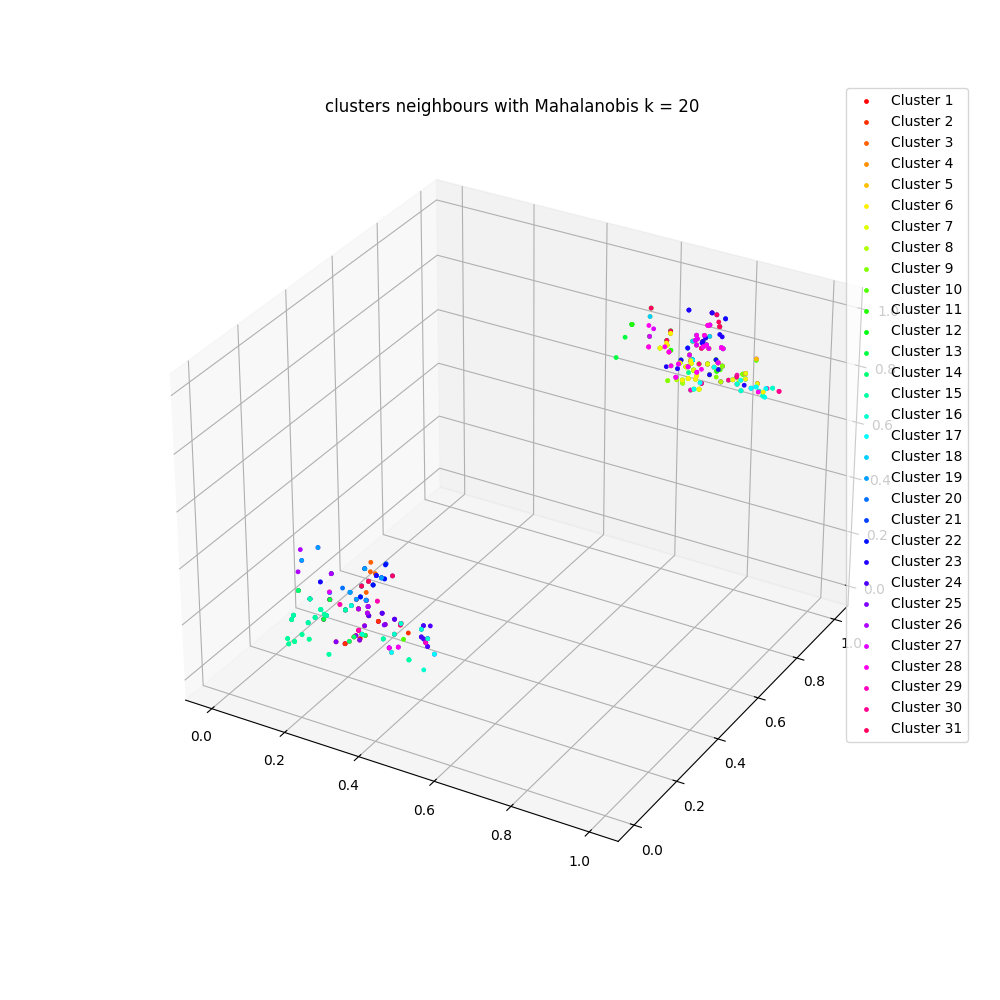 clusters neighbours with Mahalanobis k = 20
Cluster 1
Cluster 2
Cluster 3
Cluster 4
Cluster 5
Cluster 6
Cluster 7
Cluster 8
Cluster 9
Cluster 10
Cluster 11
Cluster 12
Cluster 13
Cluster 14
Cluster 15
Cluster 16
Cluster 17
Cluster 18
Cluster 19
Cluster 20
Cluster 21
Cluster 22
Cluster 23
Cluster 24
Cluster 25
Cluster 26
Cluster 27
Cluster 28
Cluster 29
Cluster 30
Cluster 31
1.0
0.8
0.6
0.4
0.2
0.0
1.0
0.8
0.6
0.4
0.2
0.0
0.0
0.2
0.4
0.6
0.8
1.0